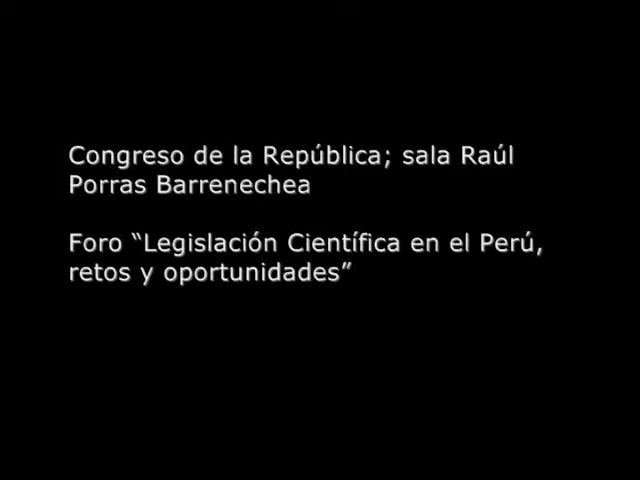 Congreso de la República; sala Raúl
Porras Barrenechea
Foro “Legislación Científica en el Perú,
retos y oportunidades”